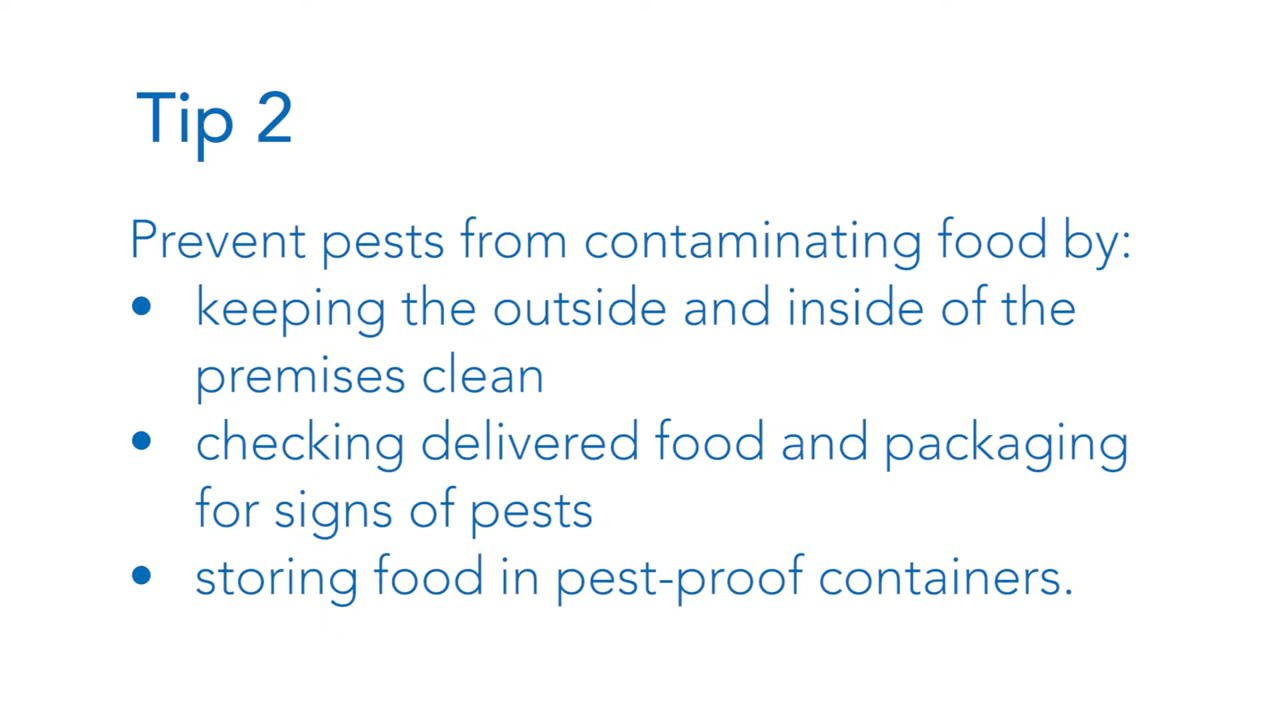 Tip 2
Prevent pests from contaminating food by:
• keeping the outside and inside of the
premises clean
• checking delivered food and packaging
for signs of pests
• storing food in pest-proof containers.